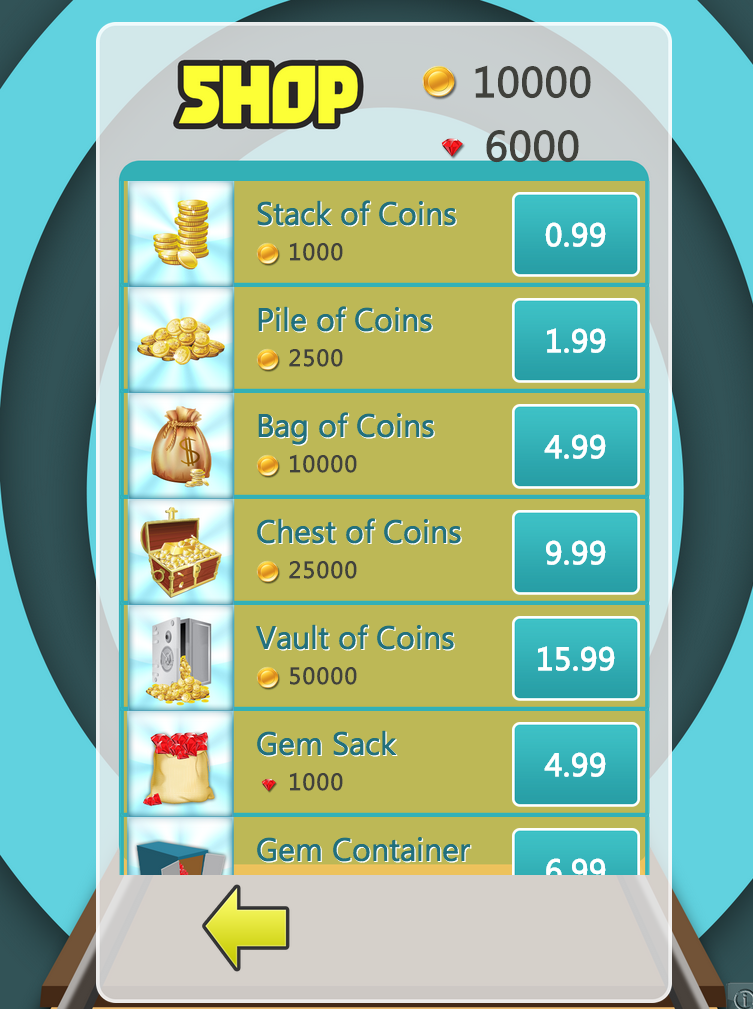 SHOP
10000
6000
Stack of Coins
1000
0.99
Pile of Coins
2500
1.99
Bag of Coins
10000
4.99
Chest of Coins
25000
9.99
Vault of Coins
50000
15.99
Gem Sack
1000
4.99
Gem Container
6.99